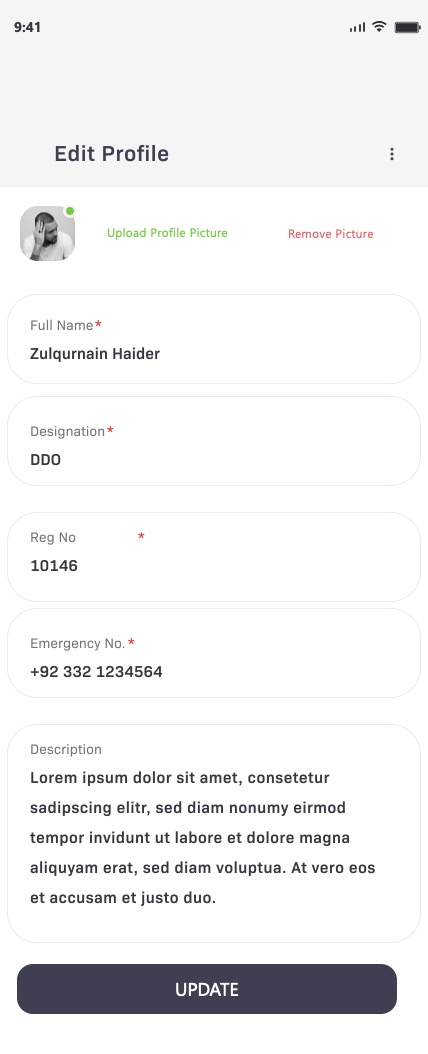 9:41
Edit Profile
Upload Profile Picture
Remove Picture
Full Name*
Zulqurnain Haider
Designation*
DDO
Reg No *
10146
Emergency No.*
+92 332 1234564
Description
Lorem ipsum dolor sit amet, consetetur
sadipscing elitr, sed diam nonumy eirmod
tempor invidunt ut labore et dolore magna
aliquyam erat, sed diam voluptua. At vero eos
et accusam et justo duo.
UPDATE